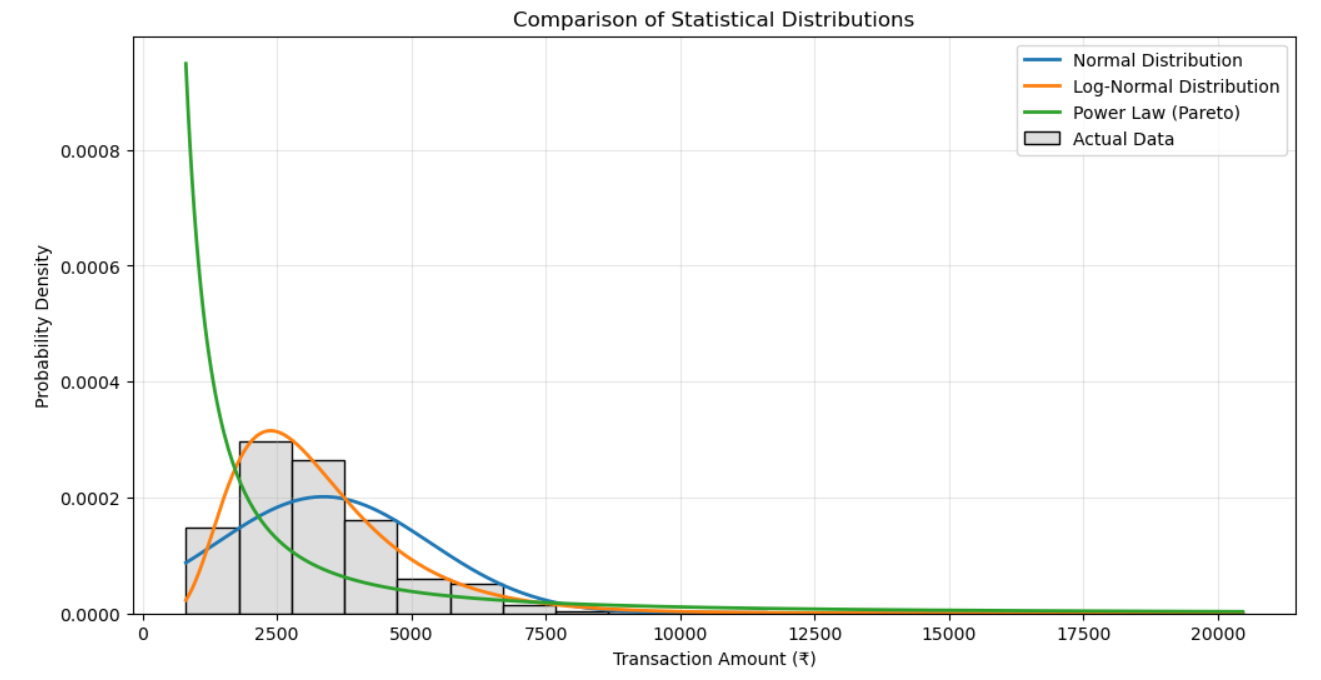 Comparison of Statistical Distributions
Normal Distribution
Log-Normal Distribution
Power Law (Pareto)
Actual Data
Probability Density
0.0008
0.0006
0.0004
0.0002
0.0000
0 2500 5000 7500 10000 12500 15000 17500 20000
Transaction Amount (₹)